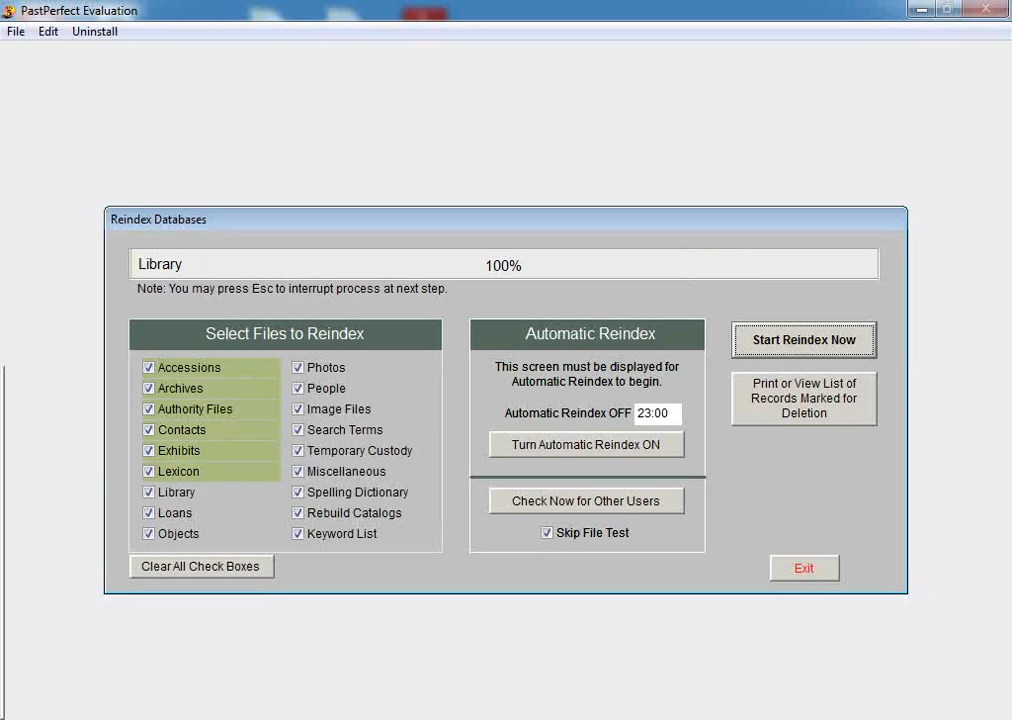 PastPerfect Evaluation
File Edit Uninstall
Reindex Databases
Library 100%
Note: You may press Esc to interrupt process at next step.
Select Files to Reindex
Accessions
Archives
Authority Files
Contacts
Exhibits
Lexicon
Library
Loans
Objects
Photos
People
Image Files
Search Terms
Temporary Custody
Miscellaneous
Spelling Dictionary
Rebuild Catalogs
Keyword List
Clear All Check Boxes
Automatic Reindex
This screen must be displayed for
Automatic Reindex to begin.
Automatic Reindex OFF 23:00
Turn Automatic Reindex ON
Check Now for Other Users
Skip File Test
Start Reindex Now
Print or View List of
Records Marked for
Deletion
Exit